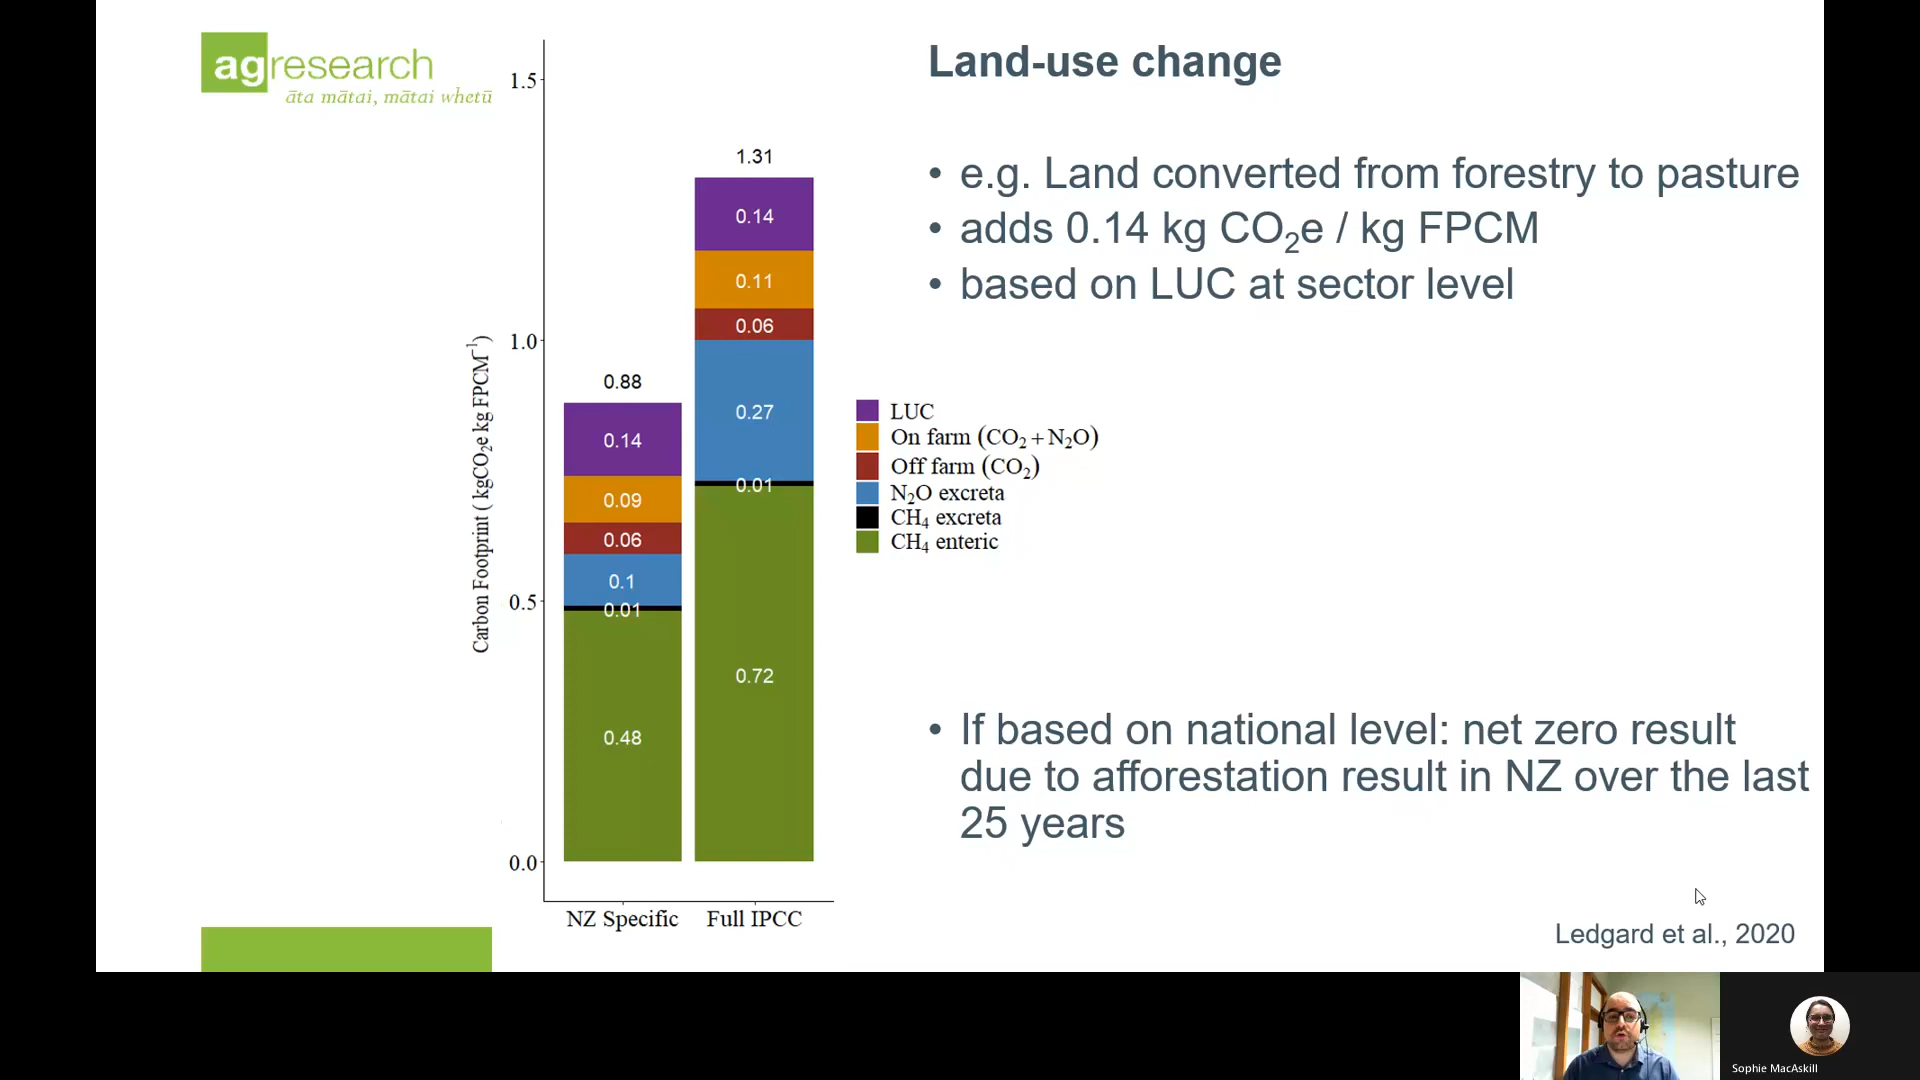 agresearch
āta mātai, mātai whetū
Land-use change
• e.g. Land converted from forestry to pasture
• adds 0.14 kg CO₂e / kg FPCM
• based on LUC at sector level
Carbon Footprint ( kgCO₂e kg FPCM⁻¹)
1.5
1.0
0.5
0.0
1.31
0.14
0.11
0.06
0.27
0.01
0.72
0.88
0.14
0.09
0.06
0.1
0.01
0.48
NZ Specific
Full IPCC
LUC
On farm (CO₂ + N₂O)
Off farm (CO₂)
N₂O excreta
CH₄ excreta
CH₄ enteric
• If based on national level: net zero result
due to afforestation result in NZ over the last
25 years
Ledgard et al., 2020
Sophie MacAskill